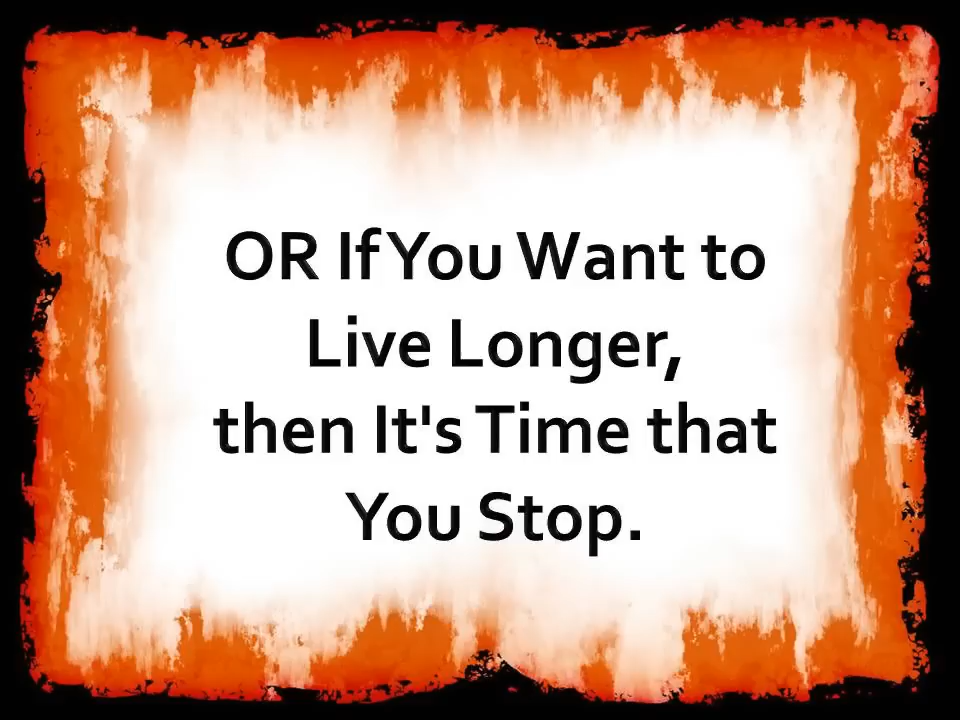 OR If You Want to
Live Longer,
then It's Time that
You Stop.